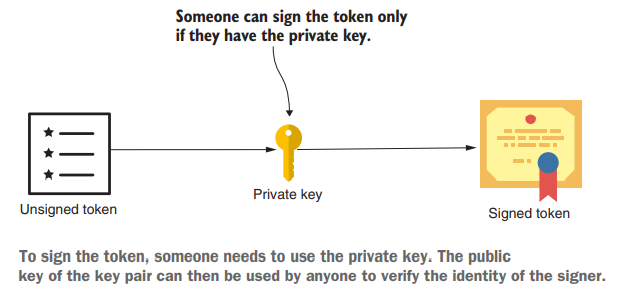 Someone can sign the token only
if they have the private key.
Unsigned token
Private key
Signed token
To sign the token, someone needs to use the private key. The public
key of the key pair can then be used by anyone to verify the identity of the signer.